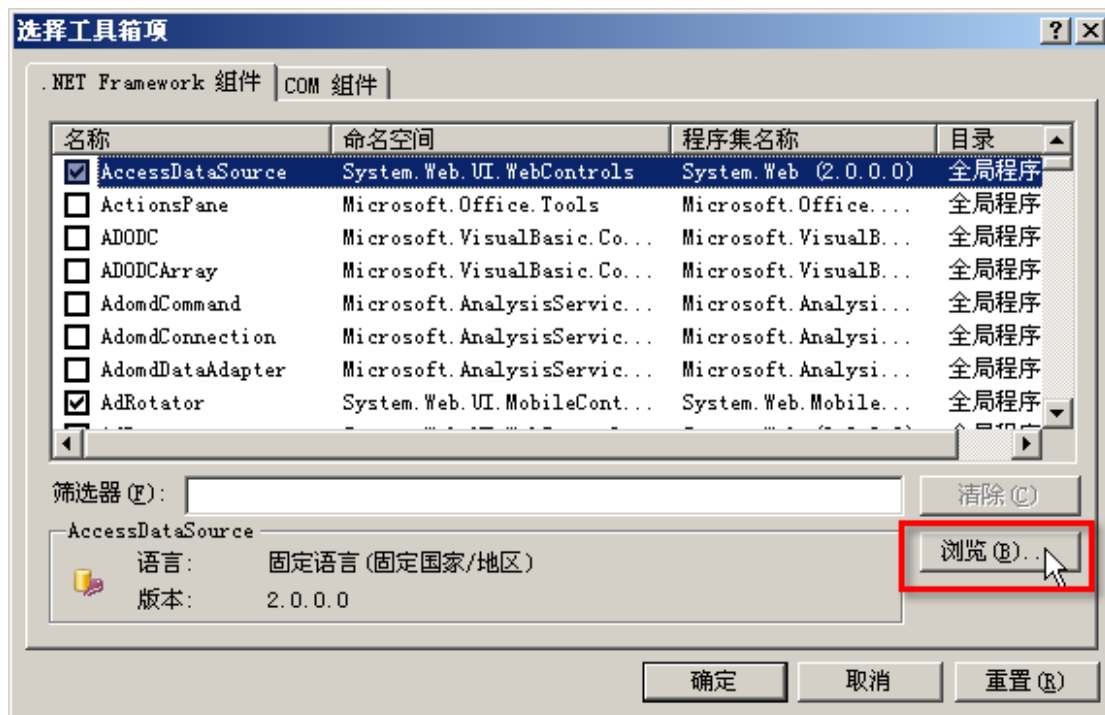 选择工具箱项
.NET Framework 组件 COM 组件
名称 命名空间 程序集名称 目录
AccessDataSource System.Web.UI.WebControls System.Web (2.0.0.0) 全局程序
ActionsPane Microsoft.Office.Tools Microsoft.Office.... 全局程序
ADODC Microsoft.VisualBasic.Co... Microsoft.VisualB... 全局程序
ADODCArray Microsoft.VisualBasic.Co... Microsoft.VisualB... 全局程序
AdomdCommand Microsoft.AnalysisServic... Microsoft.Analysi... 全局程序
AdomdConnection Microsoft.AnalysisServic... Microsoft.Analysi... 全局程序
AdomdDataAdapter Microsoft.AnalysisServic... Microsoft.Analysi... 全局程序
AdRotator System.Web.UI.MobileCont... System.Web.Mobile... 全局程序
筛选器(F): 清除(C)
AccessDataSource
语言: 固定语言(固定国家/地区) 浏览(B)..
版本: 2.0.0.0
确定 取消 重置(R)